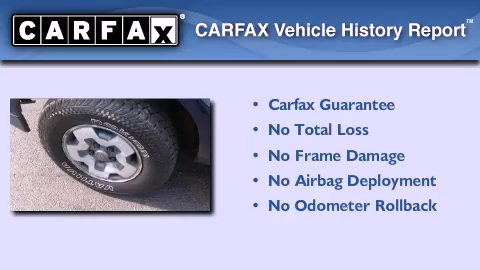 CARFAX® CARFAX Vehicle History Report™
• Carfax Guarantee
• No Total Loss
• No Frame Damage
• No Airbag Deployment
• No Odometer Rollback